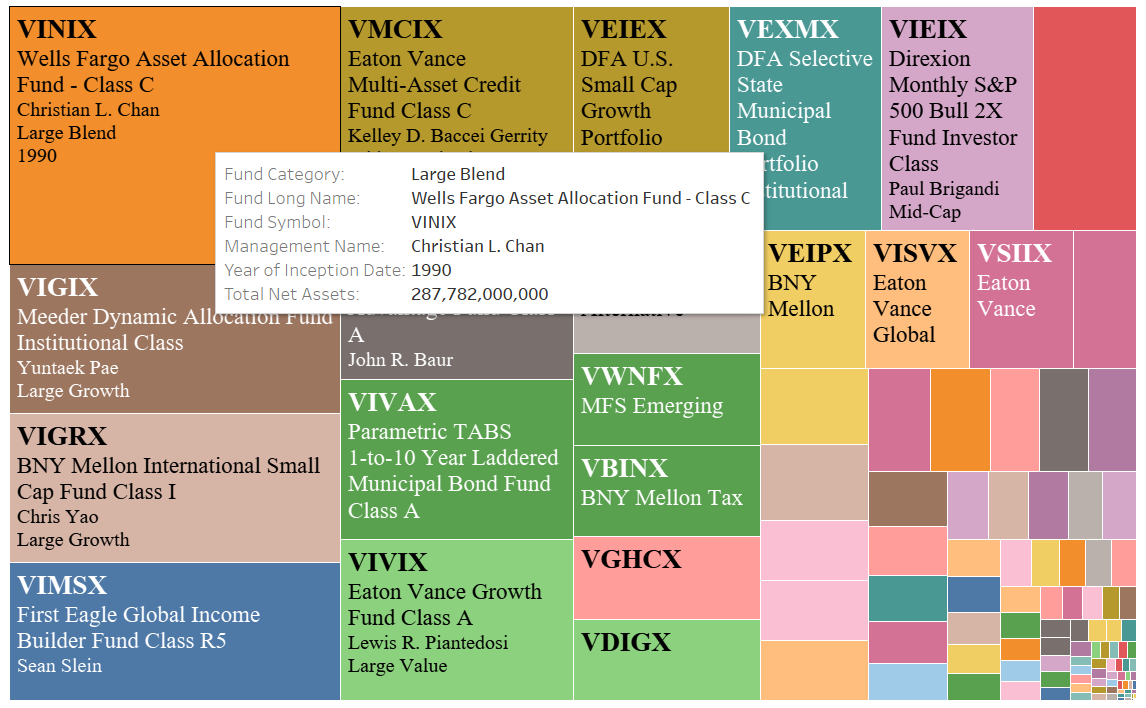 VINIX
Wells Fargo Asset Allocation
Fund - Class C
Christian L. Chan
Large Blend
1990
VMCIX
Eaton Vance
Multi-Asset Credit
Fund Class C
Kelley D. Baccei Gerrity
VEIEX
DFA U.S.
Small Cap
Growth
Portfolio
VEXMX
DFA Selective
State
Municipal
Bond
VIEIX
Direxion
Monthly S&P
500 Bull 2X
Fund Investor
Class
Paul Brigandi
Mid-Cap
Fund Category: Large Blend
Fund Long Name: Wells Fargo Asset Allocation Fund - Class C
Fund Symbol: VINIX
Management Name: Christian L. Chan
Year of Inception Date: 1990
Total Net Assets: 287,782,000,000
VIGIX
Meeder Dynamic Allocation Fund
Institutional Class
Yuntaek Pae
Large Growth
A
John R. Baur
VEIPX
BNY
Mellon
VISVX
Eaton
Vance
Global
VSIIX
Eaton
Vance
VIGRX
BNY Mellon International Small
Cap Fund Class I
Chris Yao
Large Growth
VIVAX
Parametric TABS
1-to-10 Year Laddered
Municipal Bond Fund
Class A
VWNFX
MFS Emerging
VBINX
BNY Mellon Tax
VIMSX
First Eagle Global Income
Builder Fund Class R5
Sean Slein
VIVIX
Eaton Vance Growth
Fund Class A
Lewis R. Piantedosi
Large Value
VGHCX
VDIGX